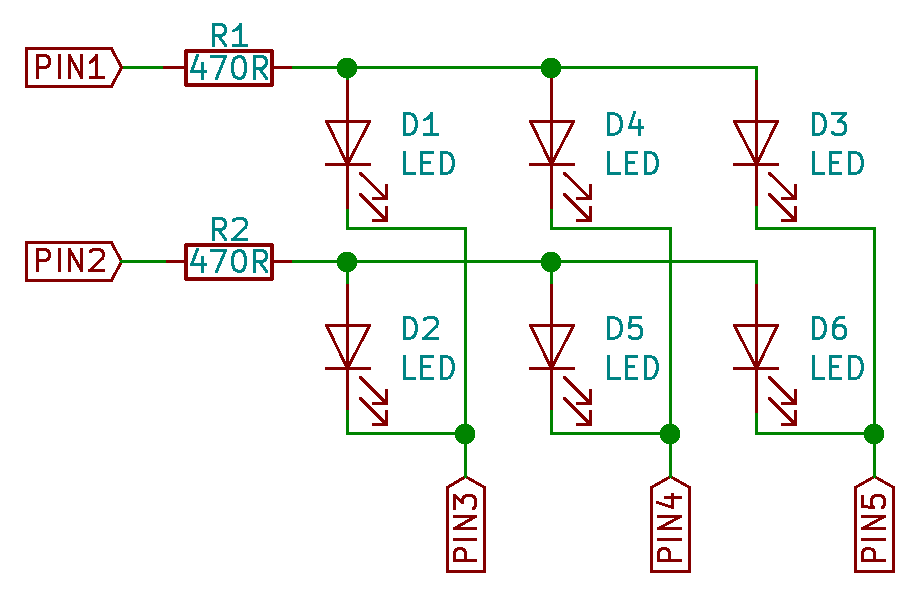 R1
PIN1
470R
D1
LED
D4
LED
D3
LED
R2
PIN2
470R
D2
LED
D5
LED
D6
LED
PIN3
PIN4
PIN5